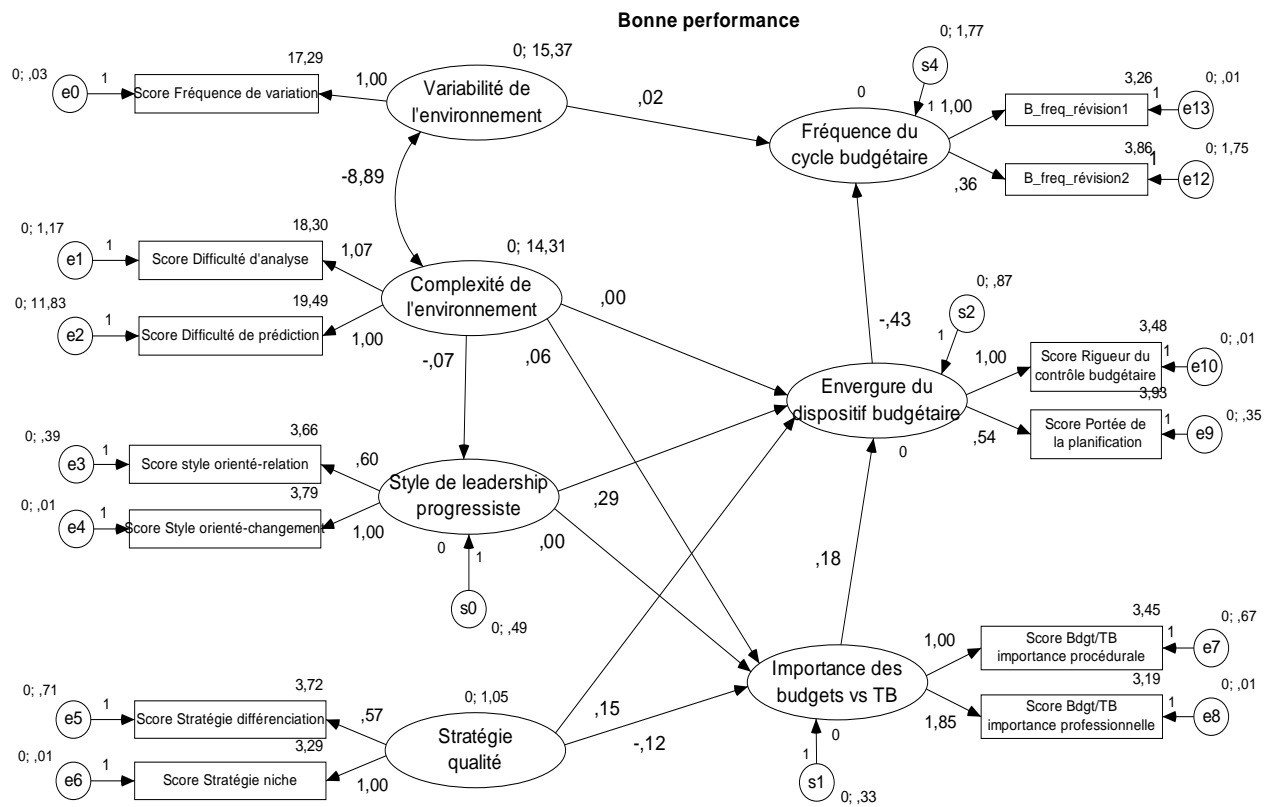 Bonne performance
0; 1,77
s4
17,29
0; 15,37
0; ,03
e0
1
Score Fréquence de variation
1,00
Variabilité de
l'environnement
,02
0
1
1,00
Fréquence du
cycle budgétaire
3,26
0; ,01
B_freq_révision1
1
e13
3,86
0; 1,75
,36
B_freq_révision2
1
e12
-8,89
0; 1,17
18,30
e1
1
Score Difficulté d'analyse
1,07
0; 14,31
Complexité de
l'environnement
0; 11,83
19,49
e2
1
Score Difficulté de prédiction
1,00
,00
-,07
,06
-,43
0; ,87
s2
1
3,48
0; ,01
1,00
Score Rigueur du
contrôle budgétaire
1
e10
Envergure du
dispositif budgétaire
0
3,93
0; ,35
,54
Score Portée de
la planification
1
e9
0; ,39
3,66
e3
1
Score style orienté-relation
,60
Style de leadership
progressiste
0; ,01
3,79
e4
1
Score Style orienté-changement
1,00
0
1
s0
0; ,49
,29
,00
,18
3,45
0; ,67
1,00
Score Bdgt/TB
importance procédurale
1
e7
Importance des
budgets vs TB
3,19
0; ,01
1,85
Score Bdgt/TB
importance professionnelle
1
e8
0
1
s1
0; ,33
0; ,71
3,72
e5
1
Score Stratégie différenciation
,57
0; 1,05
Stratégie
qualité
,15
-,12
0; ,01
3,29
e6
1
Score Stratégie niche
1,00